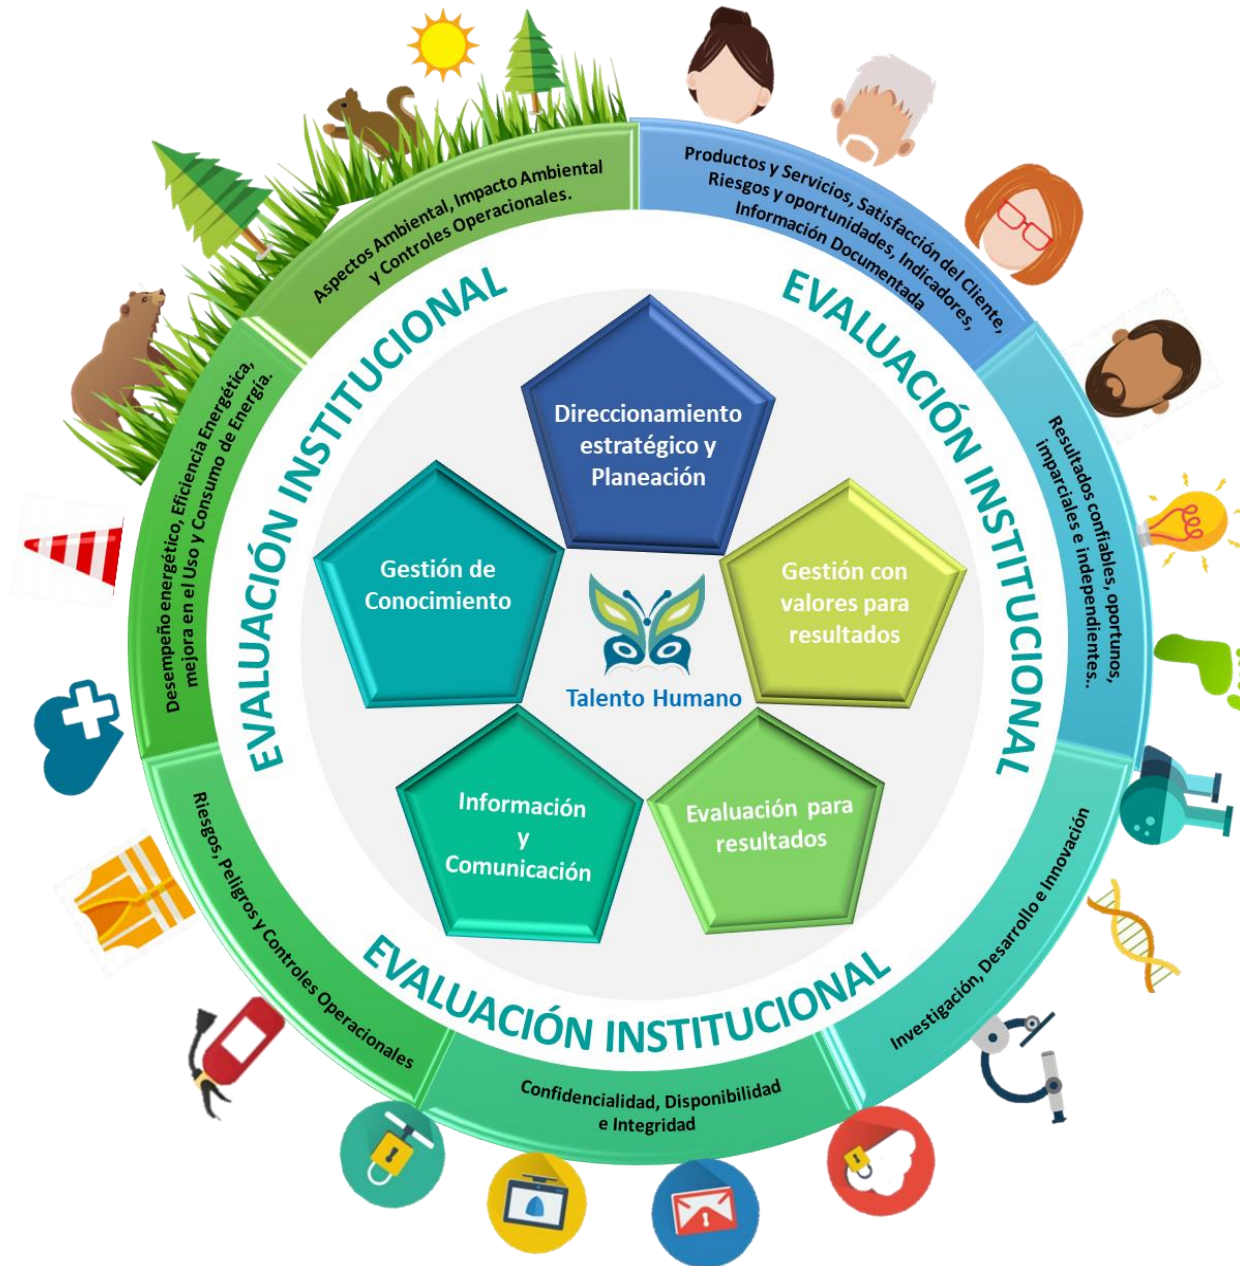 Productos y Servicios, Satisfacción del Cliente,
Riesgos y oportunidades, Indicadores,
Información Documentada
Resultados confiables, oportunos,
imparciales e independientes..
Investigación, Desarrollo e Innovación
Confidencialidad, Disponibilidad
e Integridad
Riesgos, Peligros y Controles Operacionales
Desempeño energético, Eficiencia Energética,
mejora en el Uso y Consumo de Energía.
Aspectos Ambiental, Impacto Ambiental
y Controles Operacionales.
EVALUACIÓN INSTITUCIONAL
EVALUACIÓN INSTITUCIONAL
EVALUACIÓN INSTITUCIONAL
Direccionamiento
estratégico y
Planeación
Gestión con
valores para
resultados
Evaluación para
resultados
Información
y
Comunicación
Gestión de
Conocimiento
Talento Humano